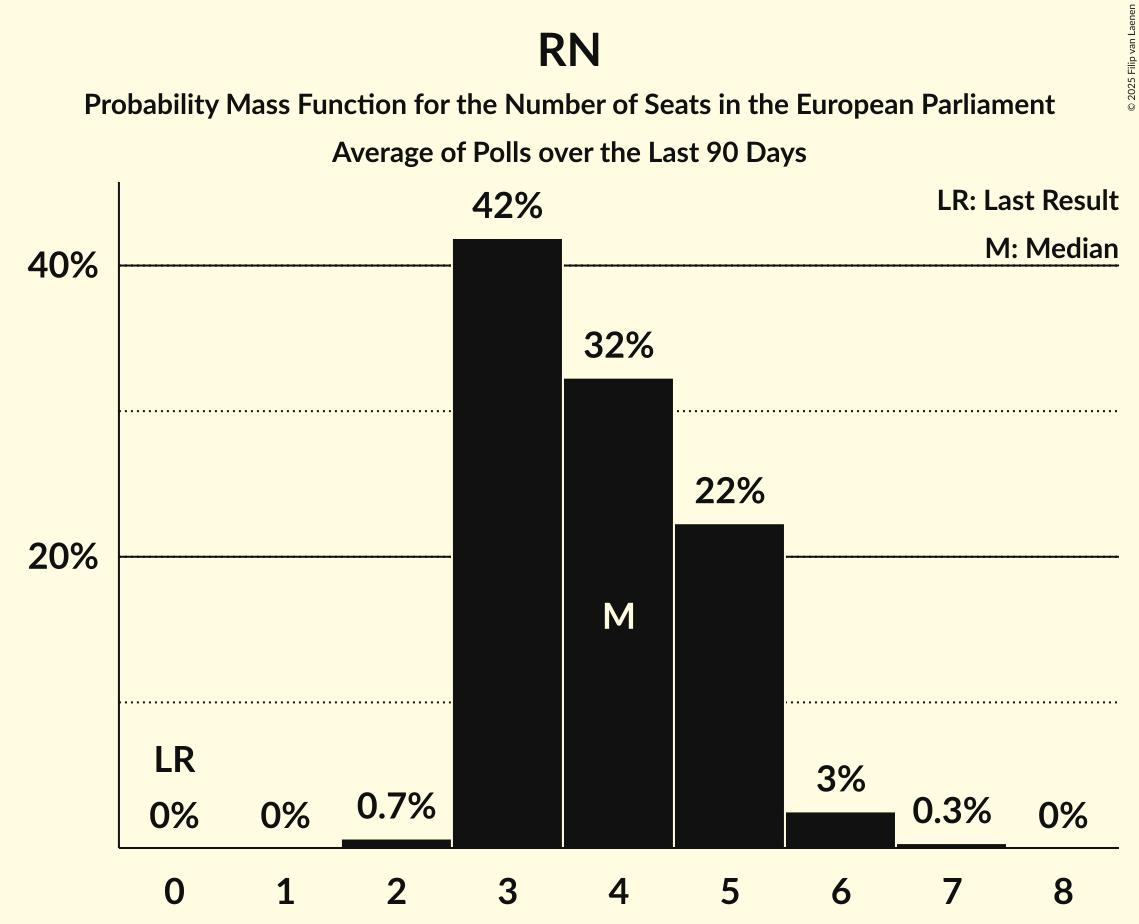 RN
Probability Mass Function for the Number of Seats in the European Parliament
Average of Polls over the Last 90 Days
© 2025 Filip van Laenen
LR: Last Result
M: Median
40%
20%
42%
32%
22%
M
LR
0%
0%
0.7%
3%
0.3%
0%
0 1 2 3 4 5 6 7 8